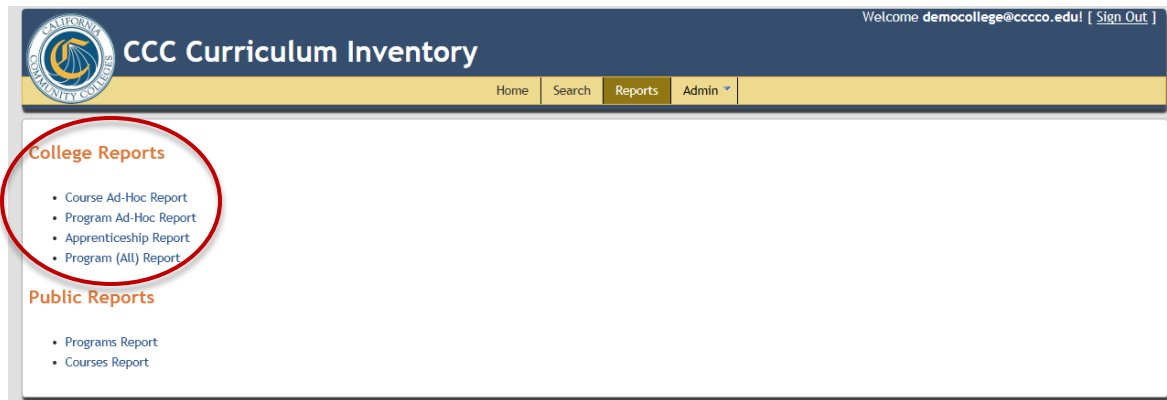 Welcome democollege@cccco.edu! [ Sign Out ]
CALIFORNIA
COMMUNITY COLLEGES
CCC Curriculum Inventory
Home Search Reports Admin
College Reports
• Course Ad-Hoc Report
• Program Ad-Hoc Report
• Apprenticeship Report
• Program (All) Report
Public Reports
• Programs Report
• Courses Report